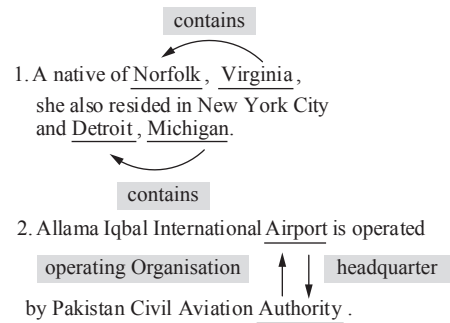 contains
1. A native of Norfolk , Virginia ,
she also resided in New York City
and Detroit , Michigan.
contains
2. Allama Iqbal International Airport is operated
operating Organisation headquarter
by Pakistan Civil Aviation Authority .